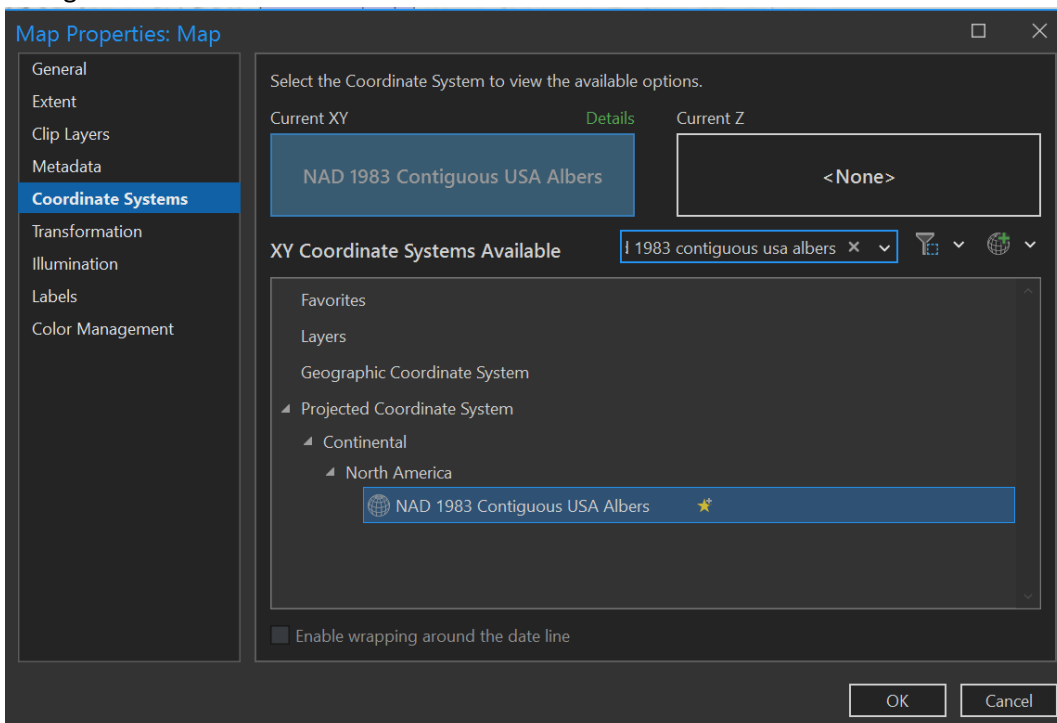 Map Properties: Map
General
Extent
Clip Layers
Metadata
Coordinate Systems
Transformation
Illumination
Labels
Color Management
Select the Coordinate System to view the available options.
Current XY
Details
Current Z
NAD 1983 Contiguous USA Albers
<None>
XY Coordinate Systems Available
1983 contiguous usa albers
Favorites
Layers
Geographic Coordinate System
Projected Coordinate System
Continental
North America
NAD 1983 Contiguous USA Albers
Enable wrapping around the date line
OK
Cancel